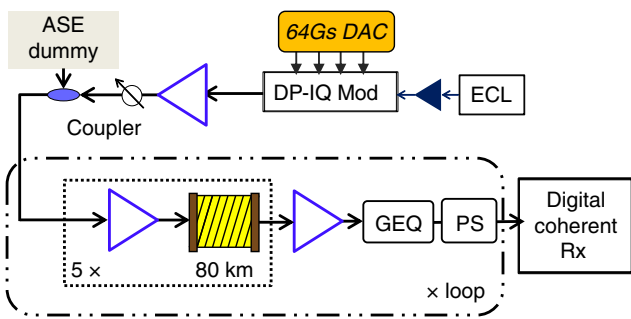 ASE
dummy
64Gs DAC
DP-IQ Mod
ECL
Coupler
GEQ
PS
Digital
coherent
Rx
5 ×
80 km
× loop